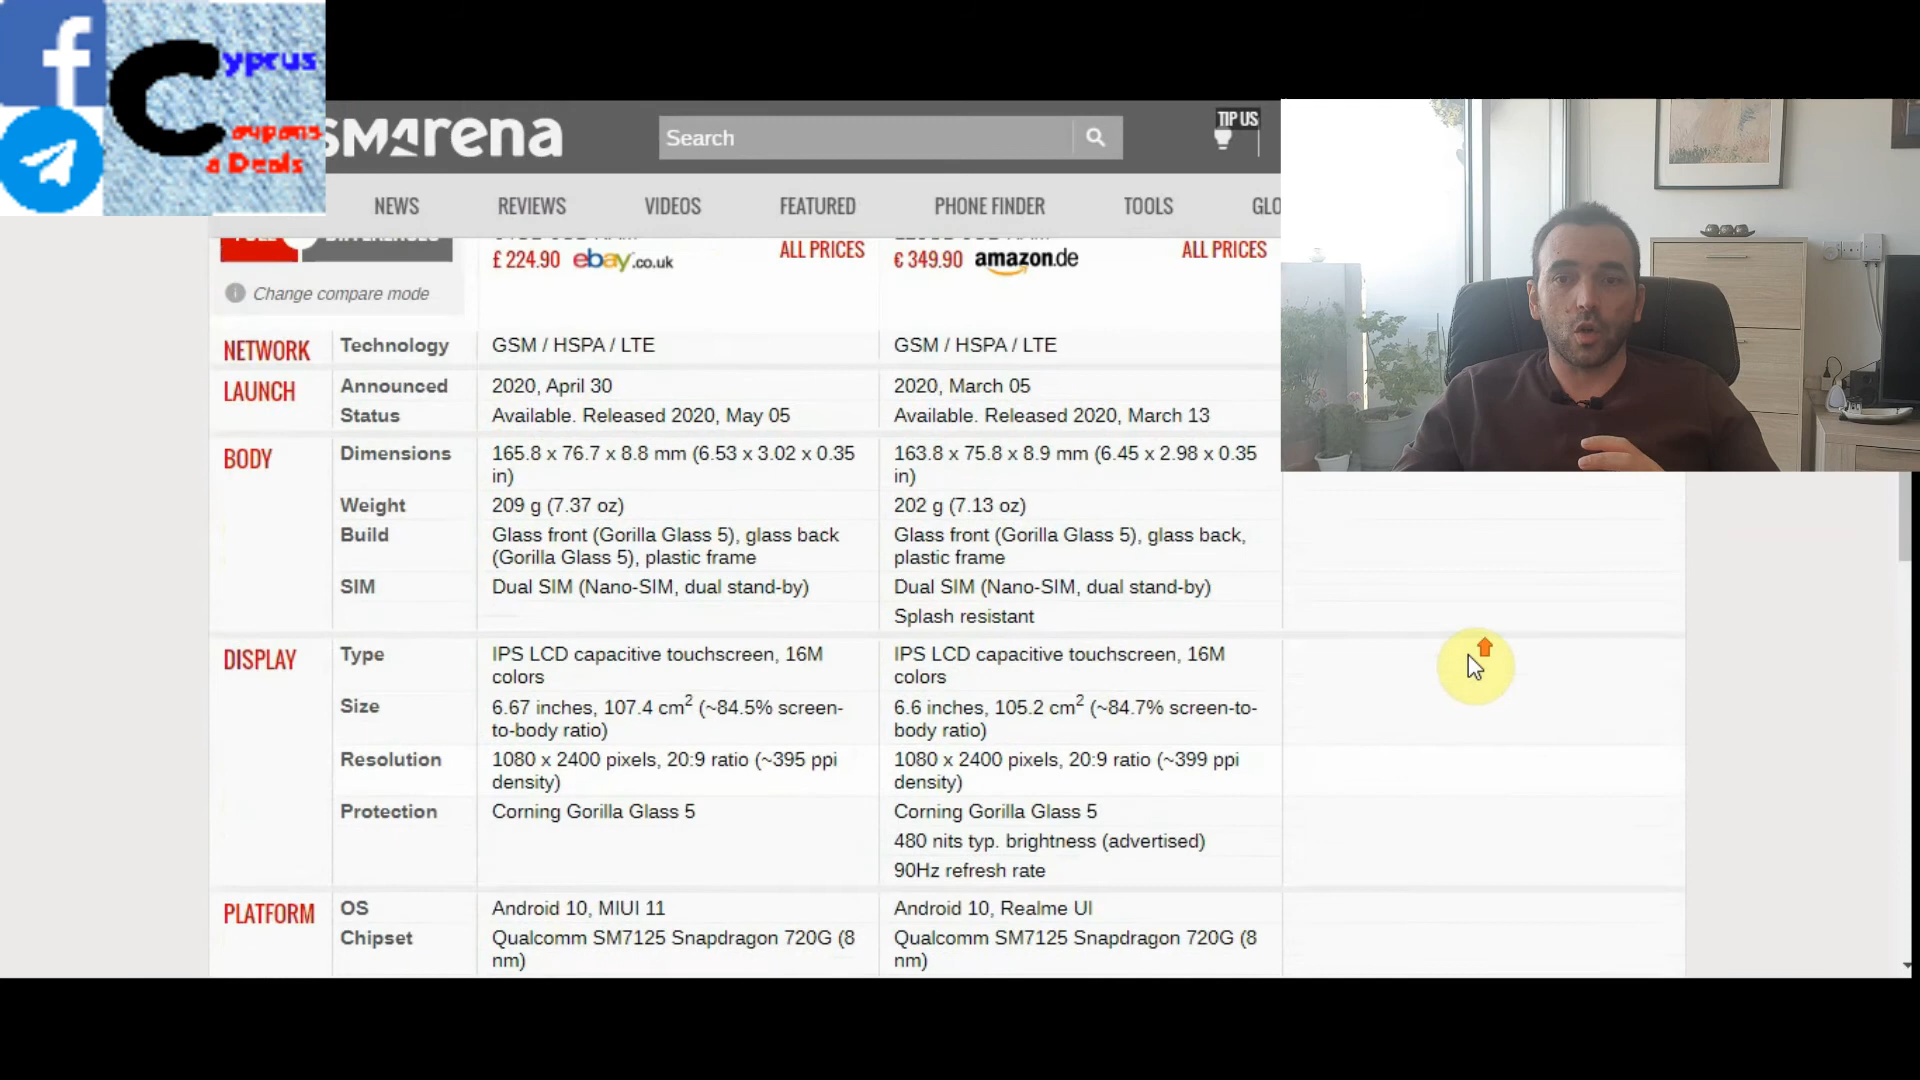 f
Cyprus
Coupons
a Deals
smarena
Search
TIP US
NEWS
REVIEWS
VIDEOS
FEATURED
PHONE FINDER
TOOLS
GLO
£ 224.90 ebay.co.uk
ALL PRICES
€ 349.90 amazon.de
ALL PRICES
Change compare mode
NETWORK
Technology
GSM / HSPA / LTE
GSM / HSPA / LTE
LAUNCH
Announced
2020, April 30
2020, March 05
Status
Available. Released 2020, May 05
Available. Released 2020, March 13
BODY
Dimensions
165.8 x 76.7 x 8.8 mm (6.53 x 3.02 x 0.35
in)
163.8 x 75.8 x 8.9 mm (6.45 x 2.98 x 0.35
in)
Weight
209 g (7.37 oz)
202 g (7.13 oz)
Build
Glass front (Gorilla Glass 5), glass back
(Gorilla Glass 5), plastic frame
Glass front (Gorilla Glass 5), glass back,
plastic frame
SIM
Dual SIM (Nano-SIM, dual stand-by)
Dual SIM (Nano-SIM, dual stand-by)
Splash resistant
DISPLAY
Type
IPS LCD capacitive touchscreen, 16M
colors
IPS LCD capacitive touchscreen, 16M
colors
Size
6.67 inches, 107.4 cm2 (~84.5% screen-
to-body ratio)
6.6 inches, 105.2 cm2 (~84.7% screen-to-
body ratio)
Resolution
1080 x 2400 pixels, 20:9 ratio (~395 ppi
density)
1080 x 2400 pixels, 20:9 ratio (~399 ppi
density)
Protection
Corning Gorilla Glass 5
Corning Gorilla Glass 5
480 nits typ. brightness (advertised)
90Hz refresh rate
PLATFORM
OS
Android 10, MIUI 11
Android 10, Realme UI
Chipset
Qualcomm SM7125 Snapdragon 720G (8
nm)
Qualcomm SM7125 Snapdragon 720G (8
nm)